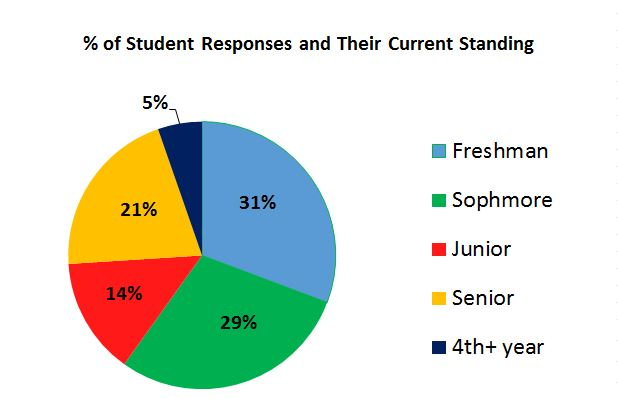 % of Student Responses and Their Current Standing
5%
31%
21%
14%
29%
Freshman
Sophmore
Junior
Senior
4th+ year